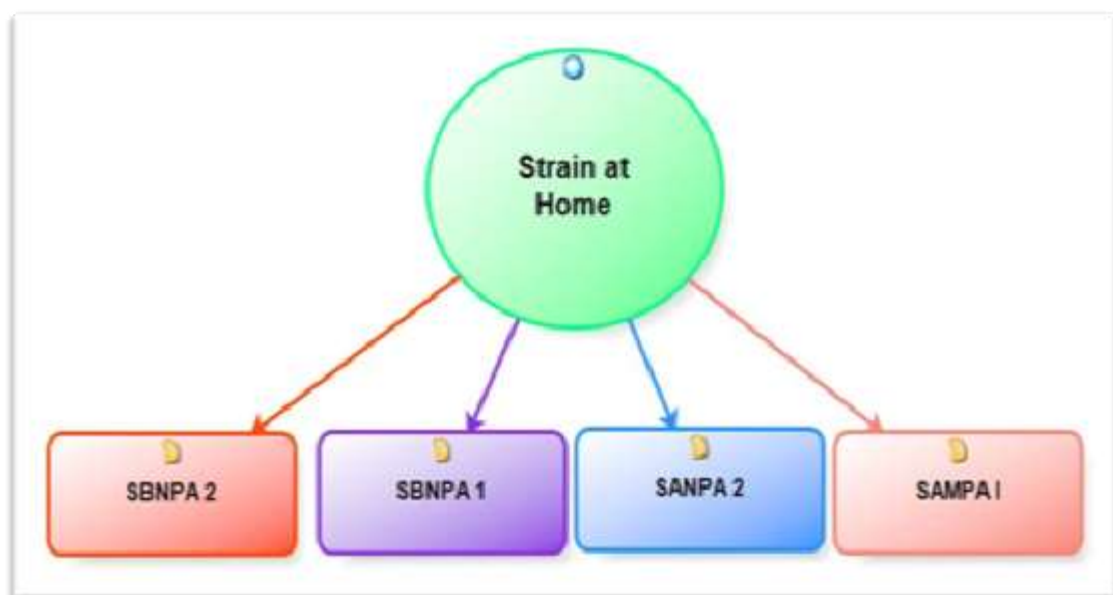 Strain at
Home
SBNPA 2
SBNPA 1
SANPA 2
SAMPA I